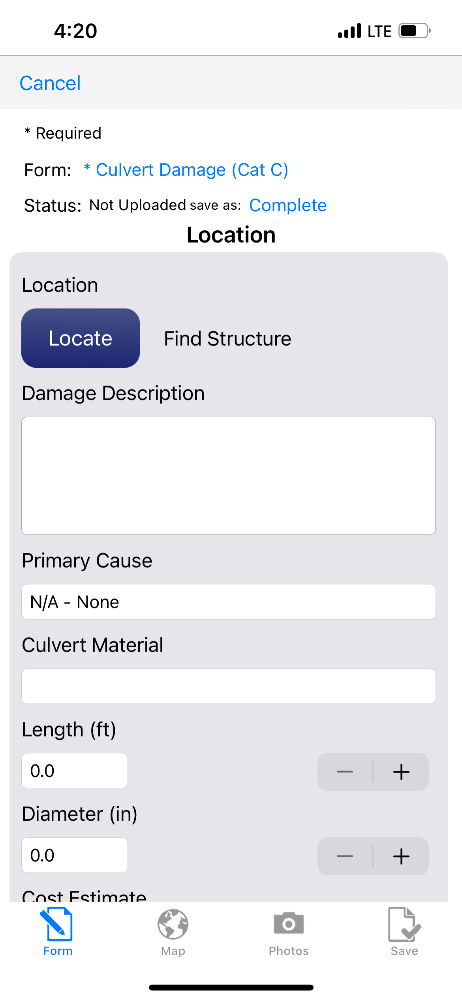 4:20 LTE
Cancel
* Required
Form: * Culvert Damage (Cat C)
Status: Not Uploaded save as: Complete
Location
Location
Locate Find Structure
Damage Description
Primary Cause
N/A - None
Culvert Material
Length (ft)
0.0 — +
Diameter (in)
0.0 — +
Cost Estimate
Form Map Photos Save